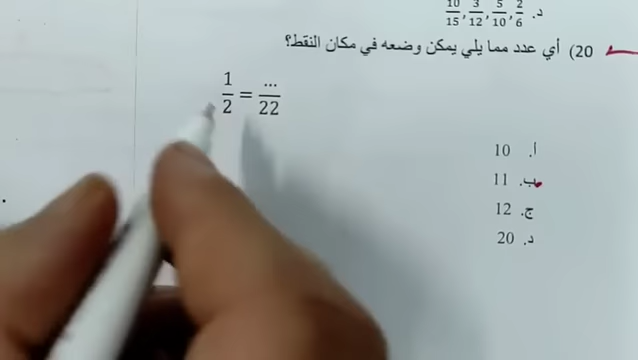 د. 2/6 , 5/10 , 3/12 , 10/15
20) أي عدد مما يلي يمكن وضعه في مكان النقط؟
1/2 = .../22
أ. 10
ب. 11
ج. 12
د. 20